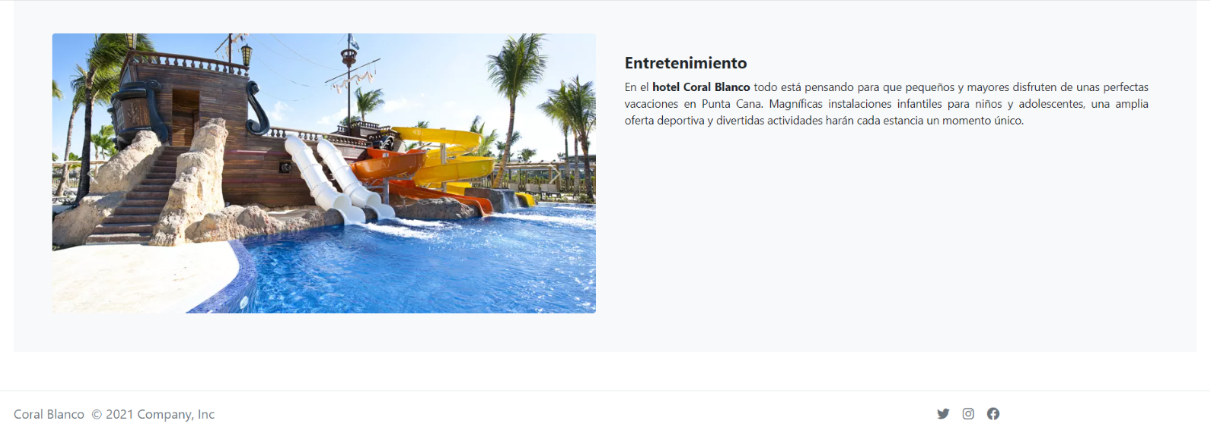 Entretenimiento
En el hotel Coral Blanco todo está pensando para que pequeños y mayores disfruten de unas perfectas
vacaciones en Punta Cana. Magníficas instalaciones infantiles para niños y adolescentes, una amplia
oferta deportiva y divertidas actividades harán cada estancia un momento único.
Coral Blanco © 2021 Company, Inc